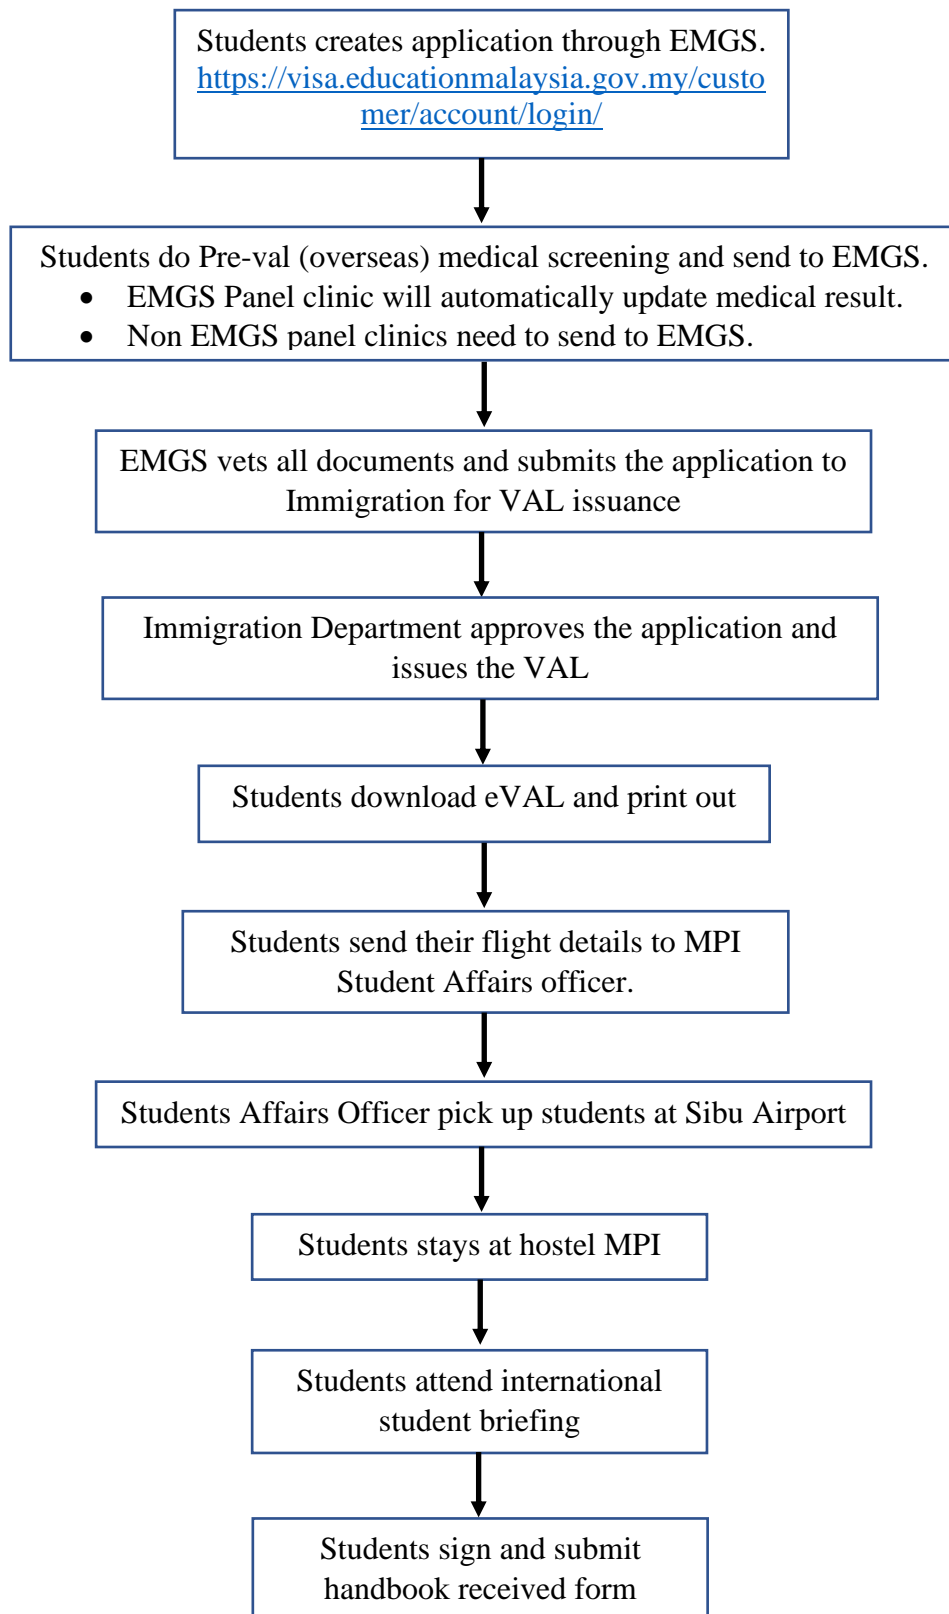 Students creates application through EMGS.
https://visa.educationmalaysia.gov.my/custo
mer/account/login/
Students do Pre-val (overseas) medical screening and send to EMGS.
• EMGS Panel clinic will automatically update medical result.
• Non EMGS panel clinics need to send to EMGS.
EMGS vets all documents and submits the application to
Immigration for VAL issuance
Immigration Department approves the application and
issues the VAL
Students download eVAL and print out
Students send their flight details to MPI
Student Affairs officer.
Students Affairs Officer pick up students at Sibu Airport
Students stays at hostel MPI
Students attend international
student briefing
Students sign and submit
handbook received form